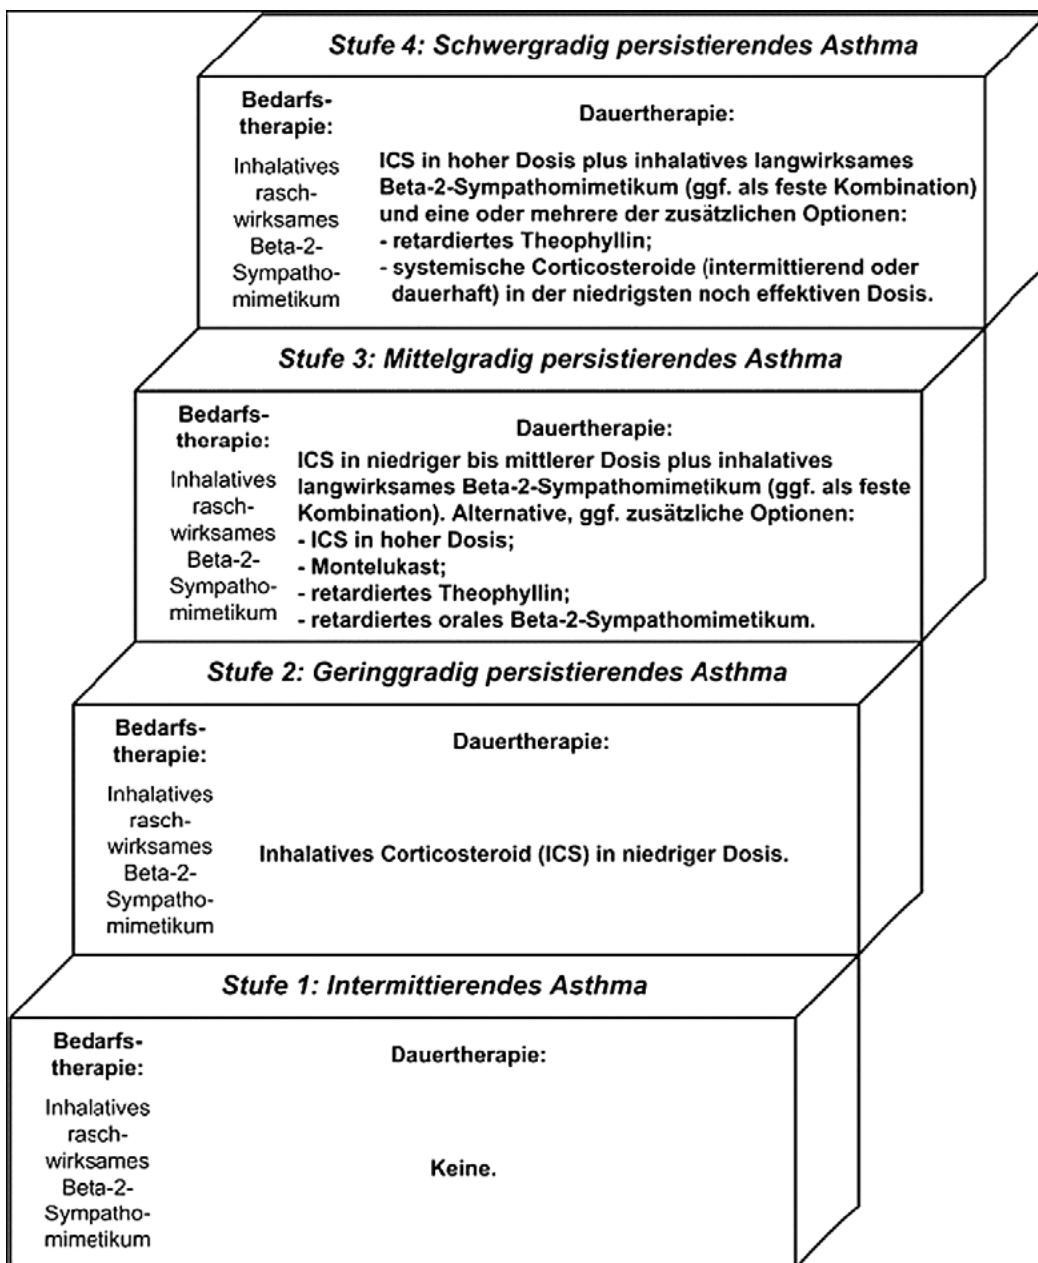 Stufe 4: Schwergradig persistierendes Asthma
Bedarfs-
therapie:
Inhalatives
rasch-
wirksames
Beta-2-
Sympatho-
mimetikum
Dauertherapie:
ICS in hoher Dosis plus inhalatives langwirksames
Beta-2-Sympathomimetikum (ggf. als feste Kombination)
und eine oder mehrere der zusätzlichen Optionen:
- retardiertes Theophyllin;
- systemische Corticosteroide (intermittierend oder
dauerhaft) in der niedrigsten noch effektiven Dosis.
Stufe 3: Mittelgradig persistierendes Asthma
Bedarfs-
therapie:
Inhalatives
rasch-
wirksames
Beta-2-
Sympatho-
mimetikum
Dauertherapie:
ICS in niedriger bis mittlerer Dosis plus inhalatives
langwirksames Beta-2-Sympathomimetikum (ggf. als feste
Kombination). Alternative, ggf. zusätzliche Optionen:
- ICS in hoher Dosis;
- Montelukast;
- retardiertes Theophyllin;
- retardiertes orales Beta-2-Sympathomimetikum.
Stufe 2: Geringgradig persistierendes Asthma
Bedarfs-
therapie:
Inhalatives
rasch-
wirksames
Beta-2-
Sympatho-
mimetikum
Dauertherapie:
Inhalatives Corticosteroid (ICS) in niedriger Dosis.
Stufe 1: Intermittierendes Asthma
Bedarfs-
therapie:
Inhalatives
rasch-
wirksames
Beta-2-
Sympatho-
mimetikum
Dauertherapie:
Keine.